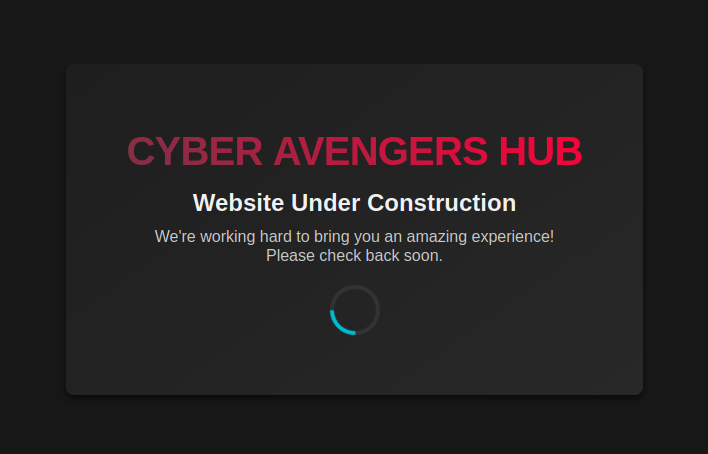 CYBER AVENGERS HUB
Website Under Construction
We're working hard to bring you an amazing experience!
Please check back soon.